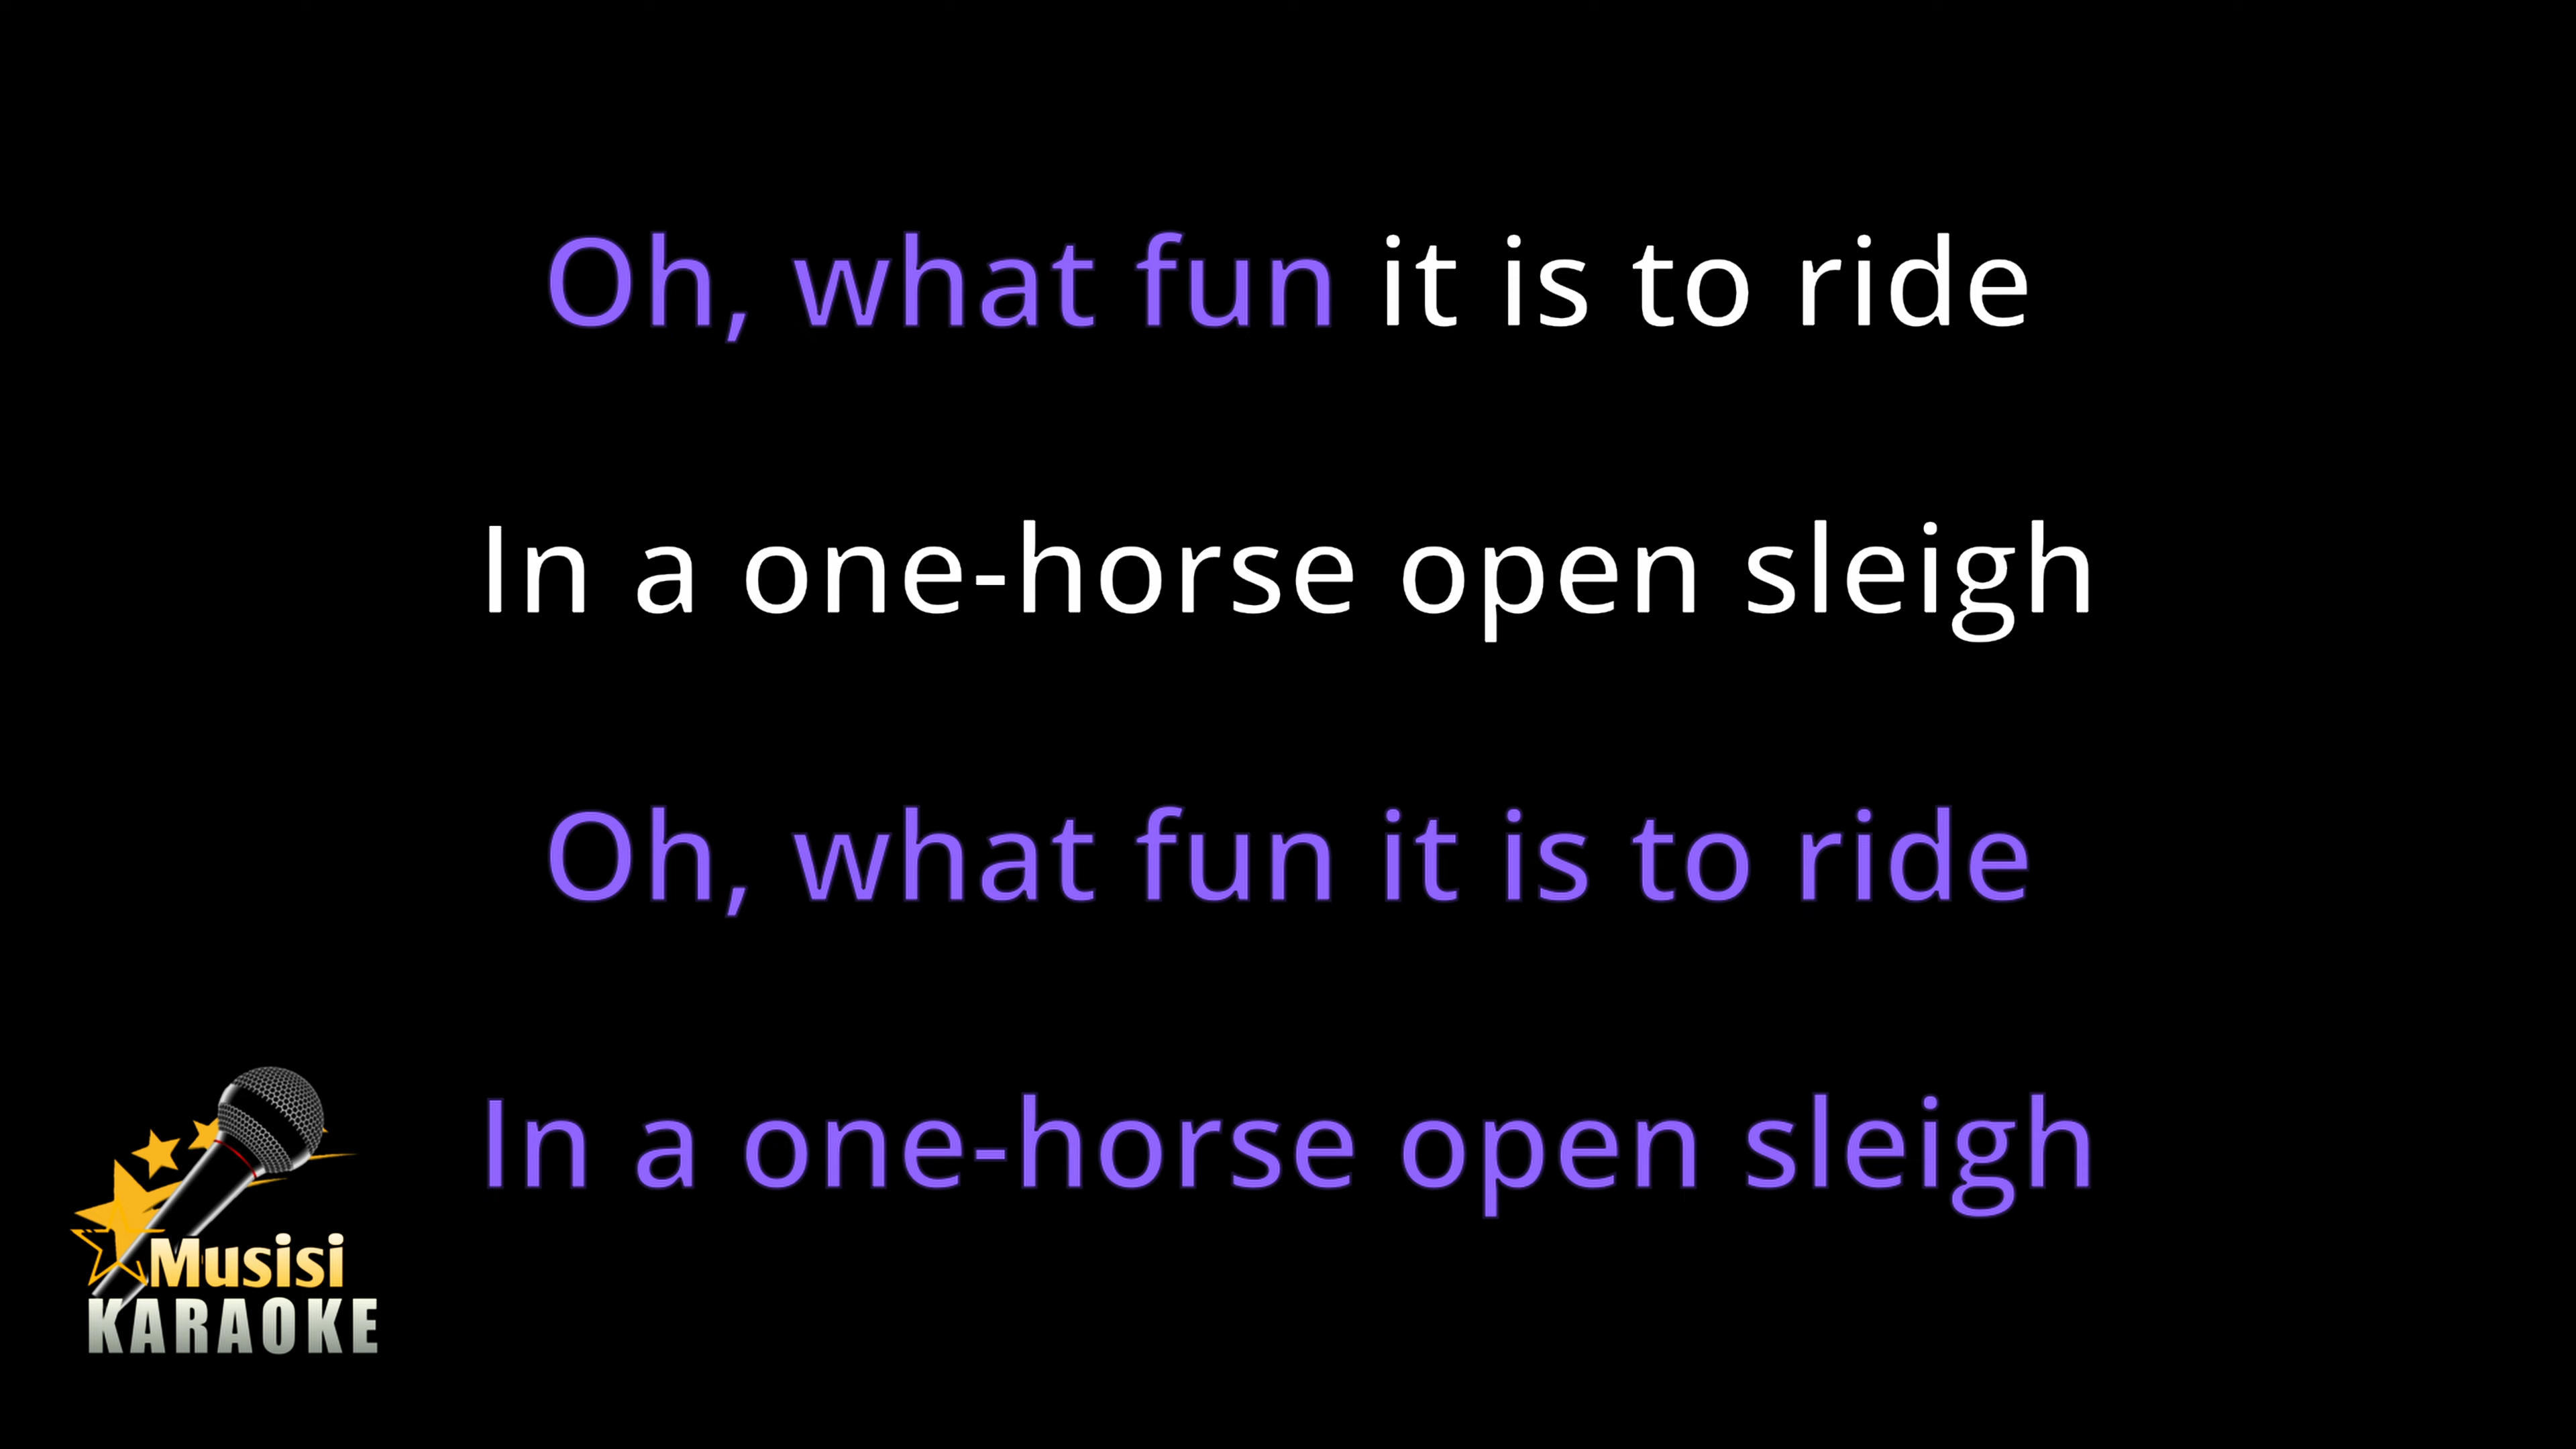 Oh, what fun it is to ride
In a one-horse open sleigh
Oh, what fun it is to ride
In a one-horse open sleigh
Musisi
KARAOKE